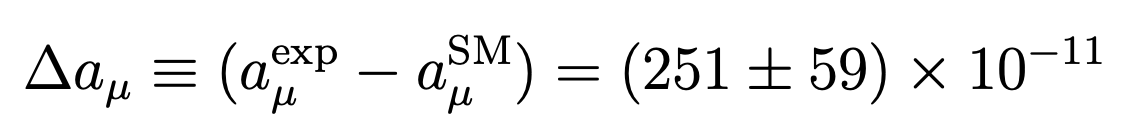 Δa_μ ≡ (a_μ^exp − a_μ^SM) = (251 ± 59) × 10^−11